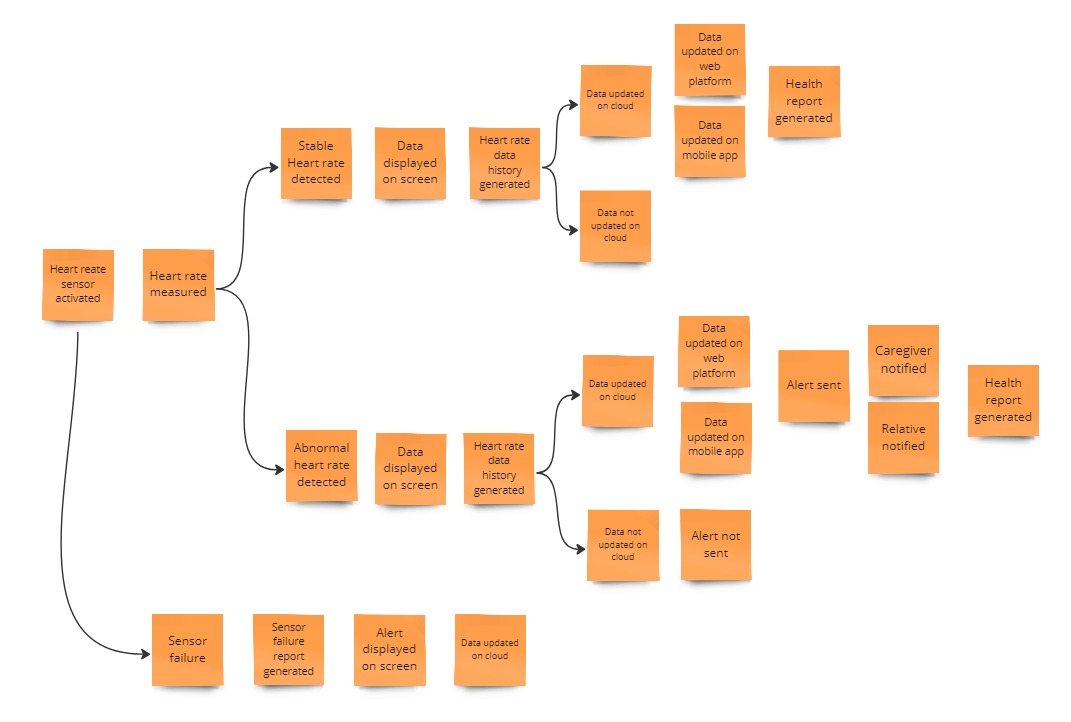 Heart reate
sensor
activated
Heart rate
measured
Stable
Heart rate
detected
Data
displayed
on screen
Heart rate
data
history
generated
Data updated
on cloud
Data
updated on
web
platform
Data
updated on
mobile app
Health
report
generated
Data not
updated on
cloud
Abnormal
heart rate
detected
Data
displayed
on screen
Heart rate
data
history
generated
Data updated
on cloud
Data
updated on
web
platform
Data
updated on
mobile app
Alert sent
Caregiver
notified
Relative
notified
Health
report
generated
Data not
updated on
cloud
Alert not
sent
Sensor
failure
Sensor
failure
report
generated
Alert
displayed
on screen
Data updated
on cloud